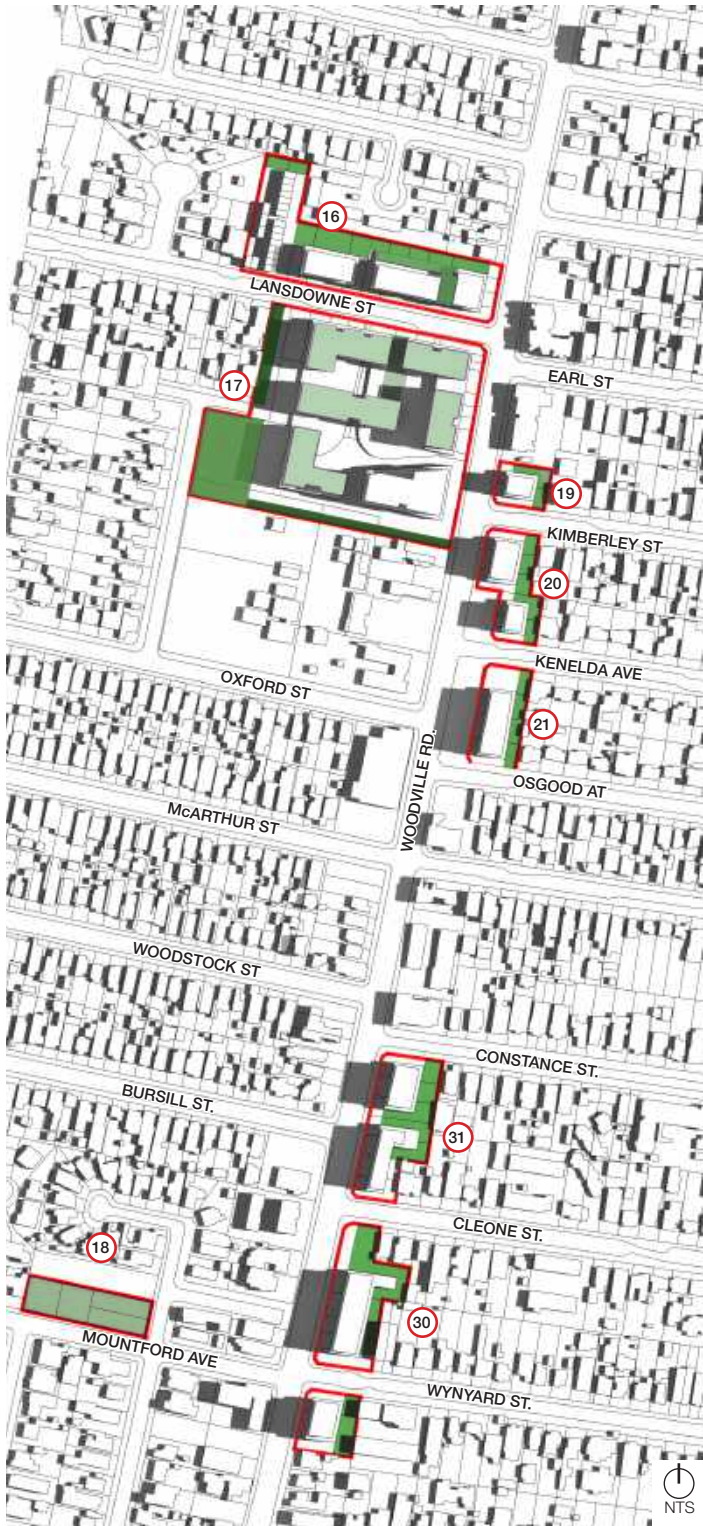 16
LANSDOWNE ST
17
EARL ST
19
KIMBERLEY ST
20
KENELDA AVE
OXFORD ST
21
WOODVILLE RD.
OSGOOD AT
McARTHUR ST
WOODSTOCK ST
CONSTANCE ST.
BURSILL ST.
31
CLEONE ST.
18
30
MOUNTFORD AVE
WYNYARD ST.
NTS